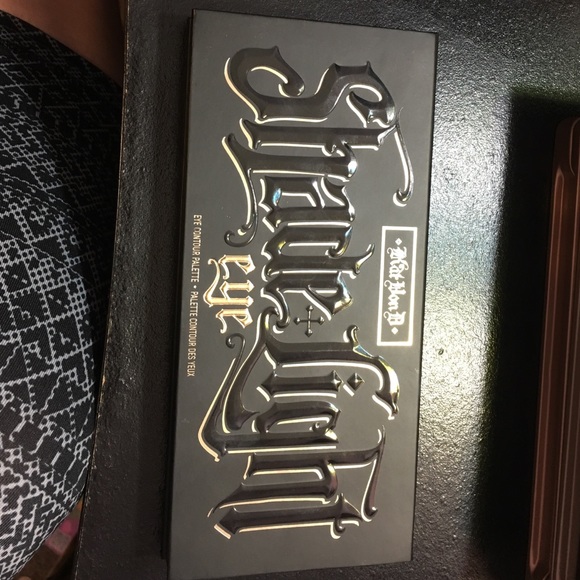 Kat Von D
Shade + Light
eye
EYE CONTOUR PALETTE • PALETTE CONTOUR DES YEUX